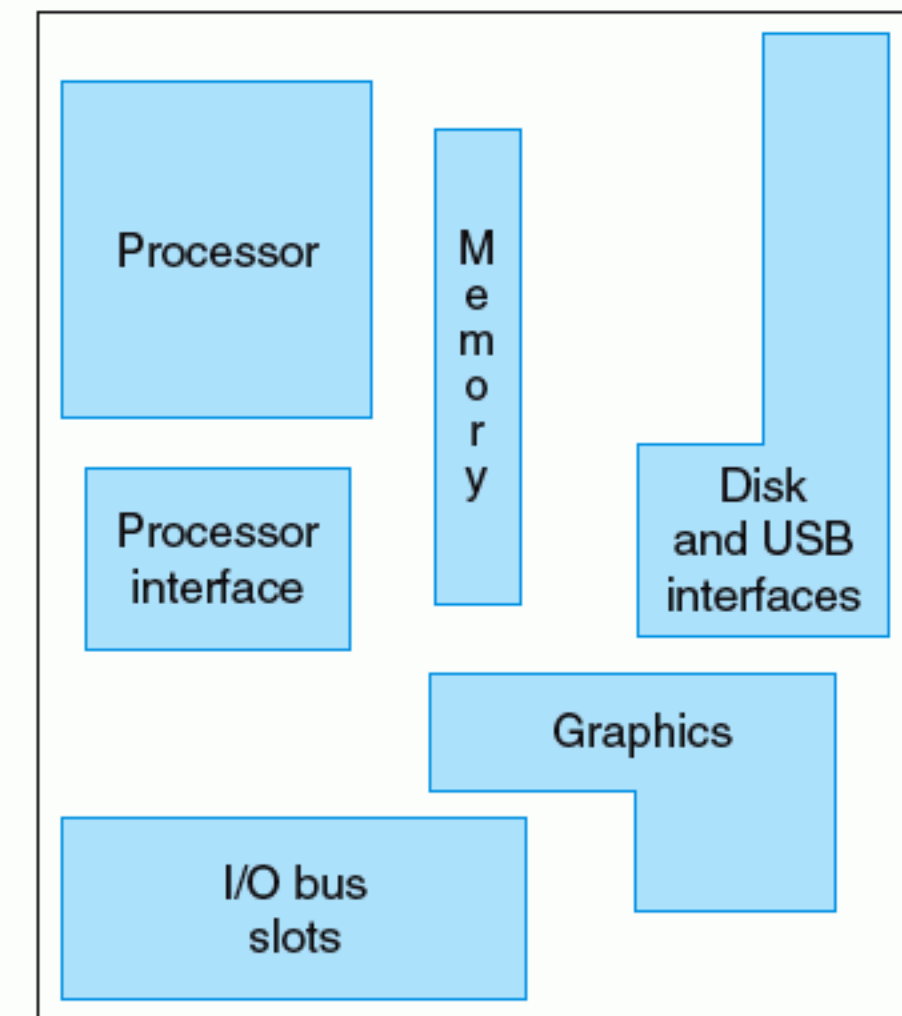 Processor
M
e
m
o
r
y
Processor
interface
Disk
and USB
interfaces
Graphics
I/O bus
slots